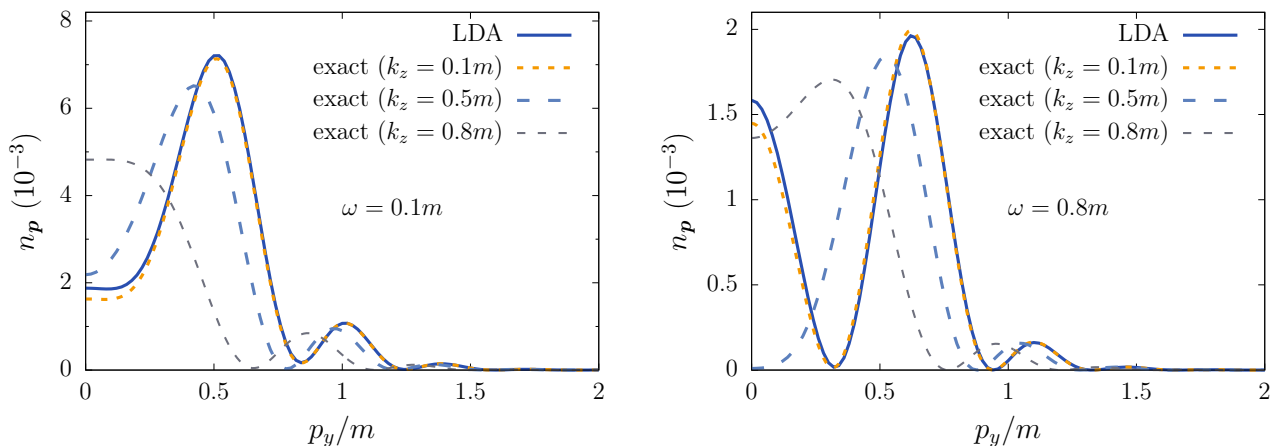 8
6
4
2
0
n_p (10^{-3})
LDA
exact (k_z = 0.1m)
exact (k_z = 0.5m)
exact (k_z = 0.8m)
ω = 0.1m
0 0.5 1 1.5 2
p_y/m
2
1.5
1
0.5
0
n_p (10^{-3})
LDA
exact (k_z = 0.1m)
exact (k_z = 0.5m)
exact (k_z = 0.8m)
ω = 0.8m
0 0.5 1 1.5 2
p_y/m